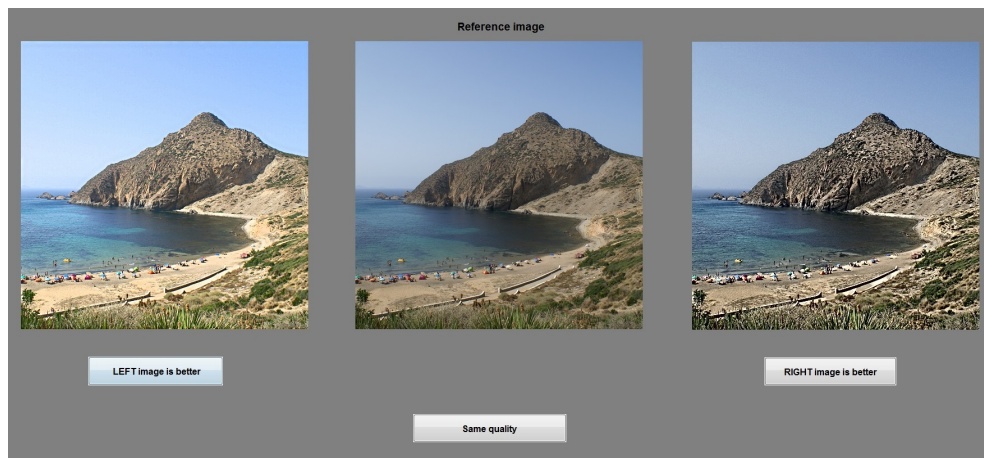 Reference image
LEFT image is better
RIGHT image is better
Same quality